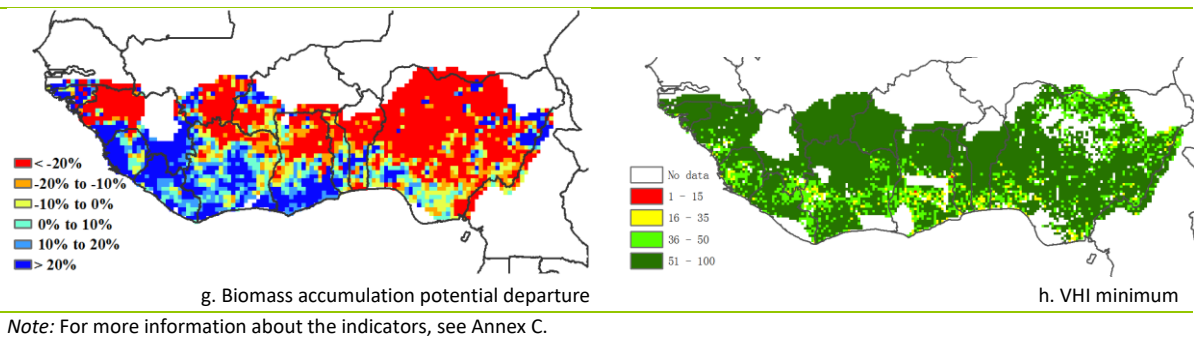 < -20%
-20% to -10%
-10% to 0%
0% to 10%
10% to 20%
> 20%
g. Biomass accumulation potential departure
No data
1 - 15
16 - 35
36 - 50
51 - 100
h. VHI minimum
Note: For more information about the indicators, see Annex C.